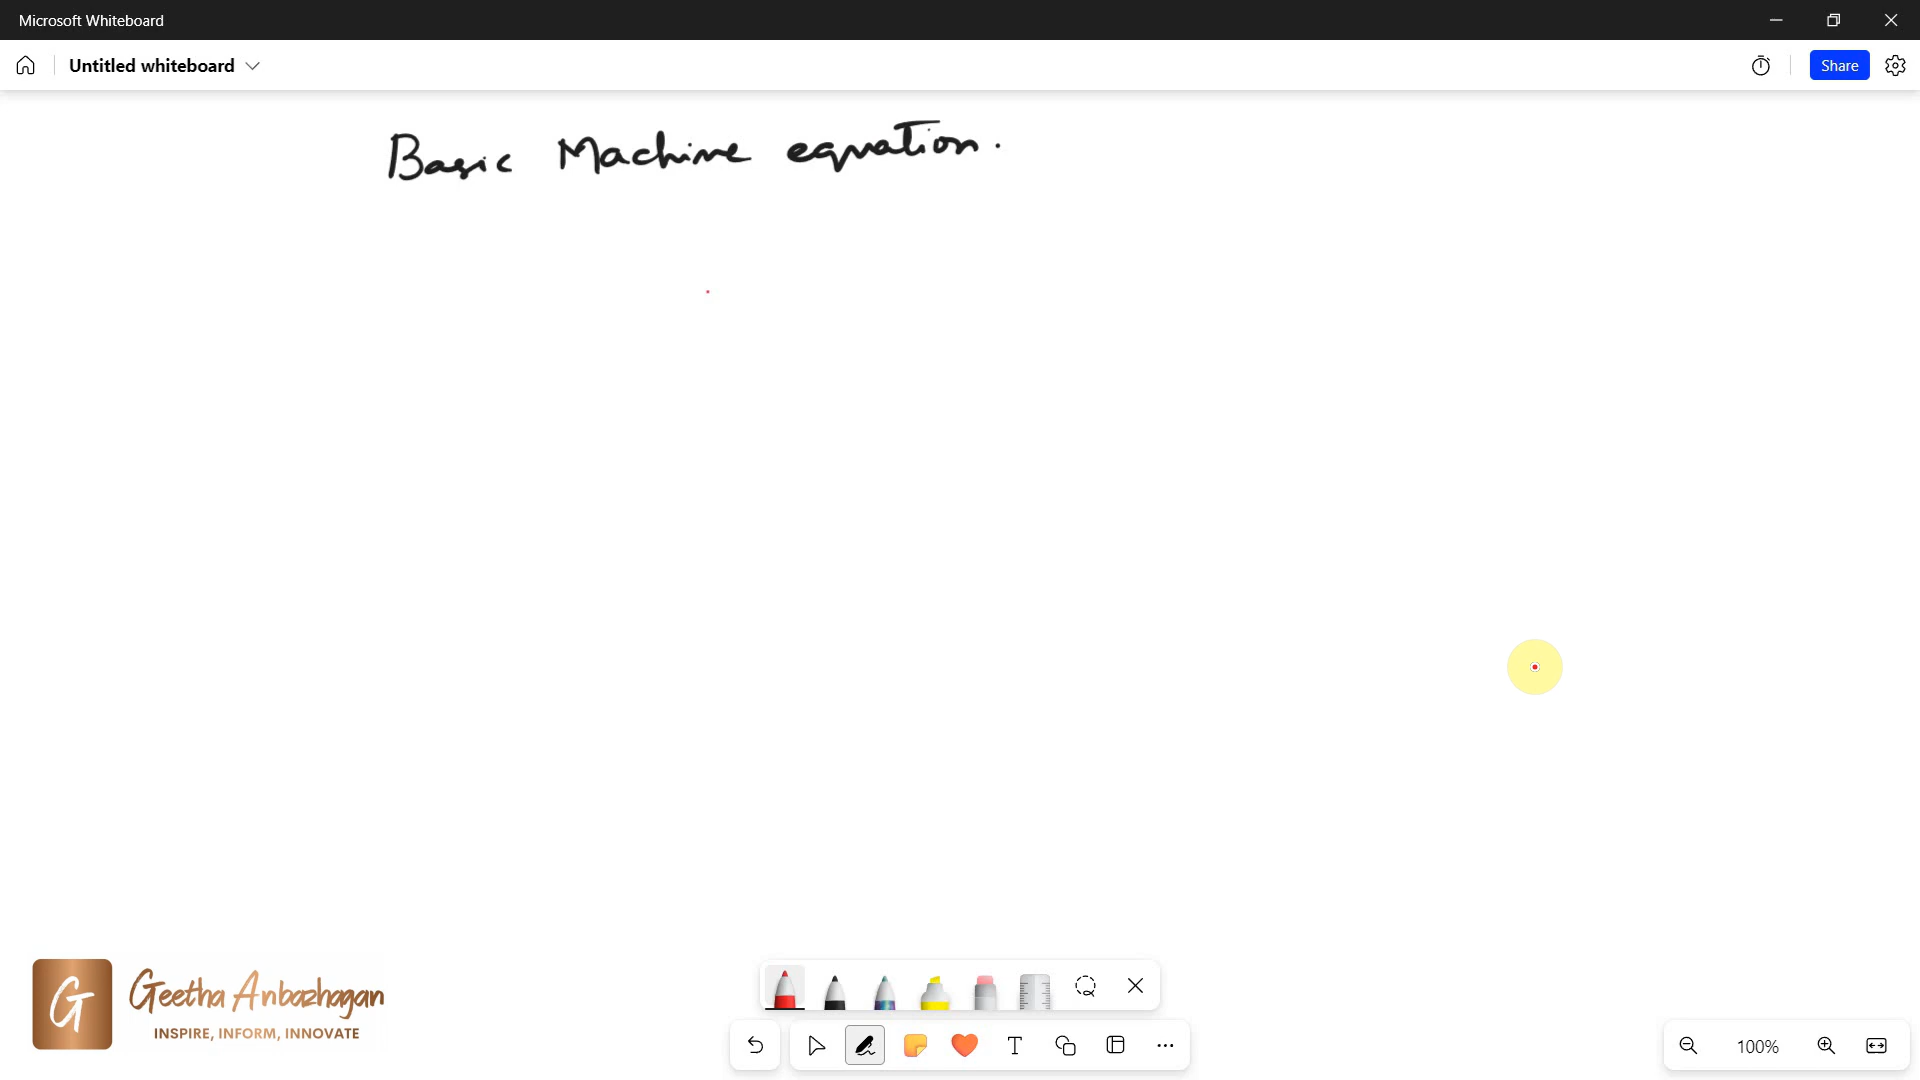 Microsoft Whiteboard
Untitled whiteboard
Share
Basic Machine equation.
G Geetha Anbazhagan
INSPIRE, INFORM, INNOVATE
100%